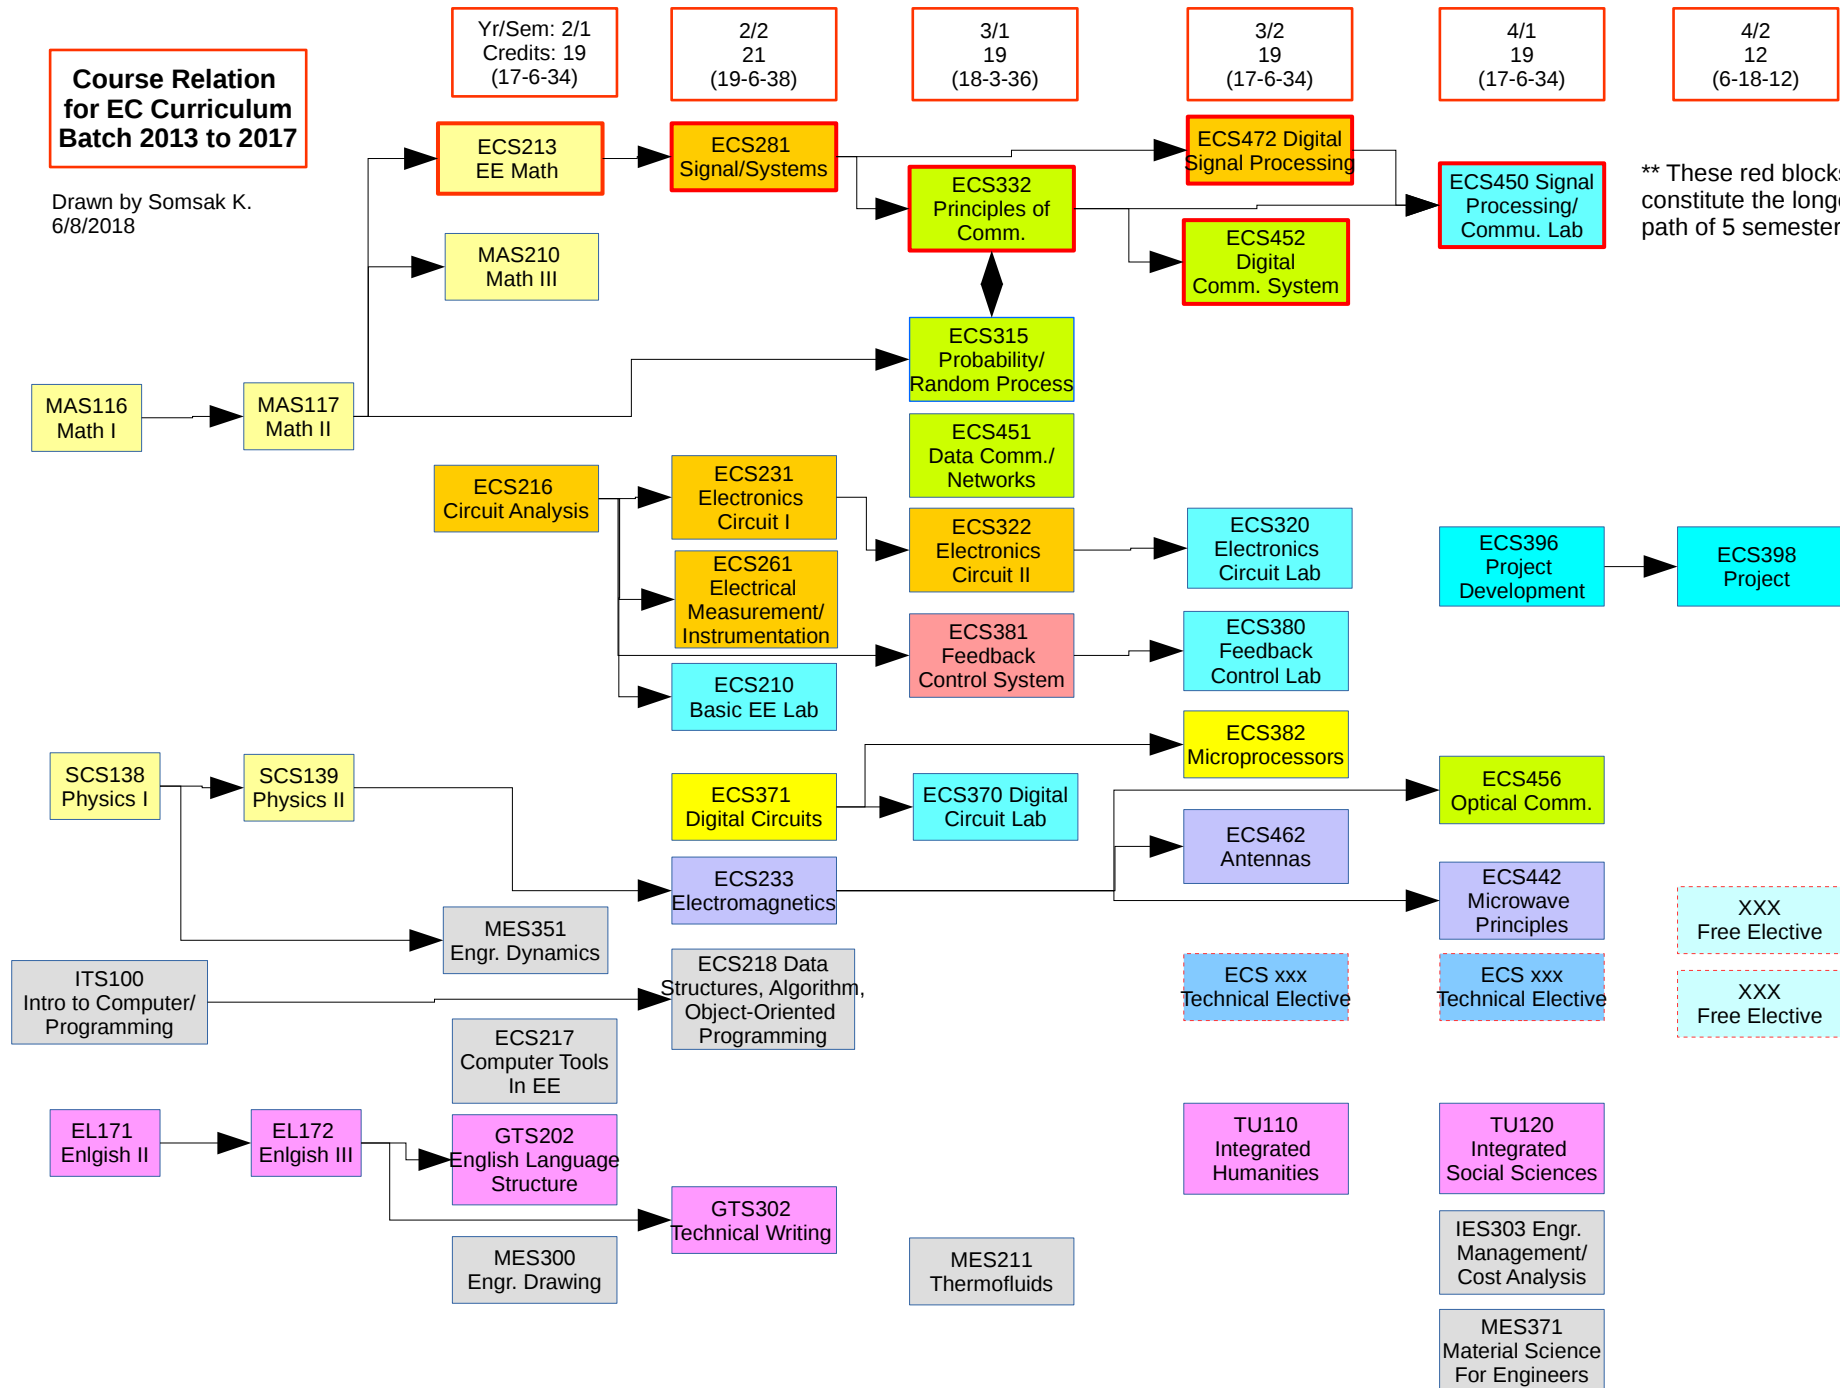 Course Relation
for EC Curriculum
Batch 2013 to 2017
Drawn by Somsak K.
6/8/2018
Yr/Sem: 2/1
Credits: 19
(17-6-34)
2/2
21
(19-6-38)
3/1
19
(18-3-36)
3/2
19
(17-6-34)
4/1
19
(17-6-34)
4/2
12
(6-18-12)
ECS213
EE Math
ECS281
Signal/Systems
ECS332
Principles of
Comm.
ECS472 Digital
Signal Processing
ECS452
Digital
Comm. System
ECS450 Signal
Processing/
Commu. Lab
** These red blocks
constitute the longe
path of 5 semester
MAS210
Math III
ECS315
Probability/
Random Process
MAS116
Math I
MAS117
Math II
ECS451
Data Comm./
Networks
ECS216
Circuit Analysis
ECS231
Electronics
Circuit I
ECS261
Electrical
Measurement/
Instrumentation
ECS210
Basic EE Lab
ECS322
Electronics
Circuit II
ECS320
Electronics
Circuit Lab
ECS396
Project
Development
ECS398
Project
ECS381
Feedback
Control System
ECS380
Feedback
Control Lab
SCS138
Physics I
SCS139
Physics II
ECS371
Digital Circuits
ECS370 Digital
Circuit Lab
ECS382
Microprocessors
ECS456
Optical Comm.
ECS233
Electromagnetics
ECS462
Antennas
ECS442
Microwave
Principles
MES351
Engr. Dynamics
ITS100
Intro to Computer/
Programming
ECS218 Data
Structures, Algorithm,
Object-Oriented
Programming
ECS xxx
Technical Elective
ECS xxx
Technical Elective
XXX
Free Elective
XXX
Free Elective
ECS217
Computer Tools
In EE
EL171
Enlgish II
EL172
Enlgish III
GTS202
English Language
Structure
GTS302
Technical Writing
TU110
Integrated
Humanities
TU120
Integrated
Social Sciences
MES300
Engr. Drawing
MES211
Thermofluids
IES303 Engr.
Management/
Cost Analysis
MES371
Material Science
For Engineers